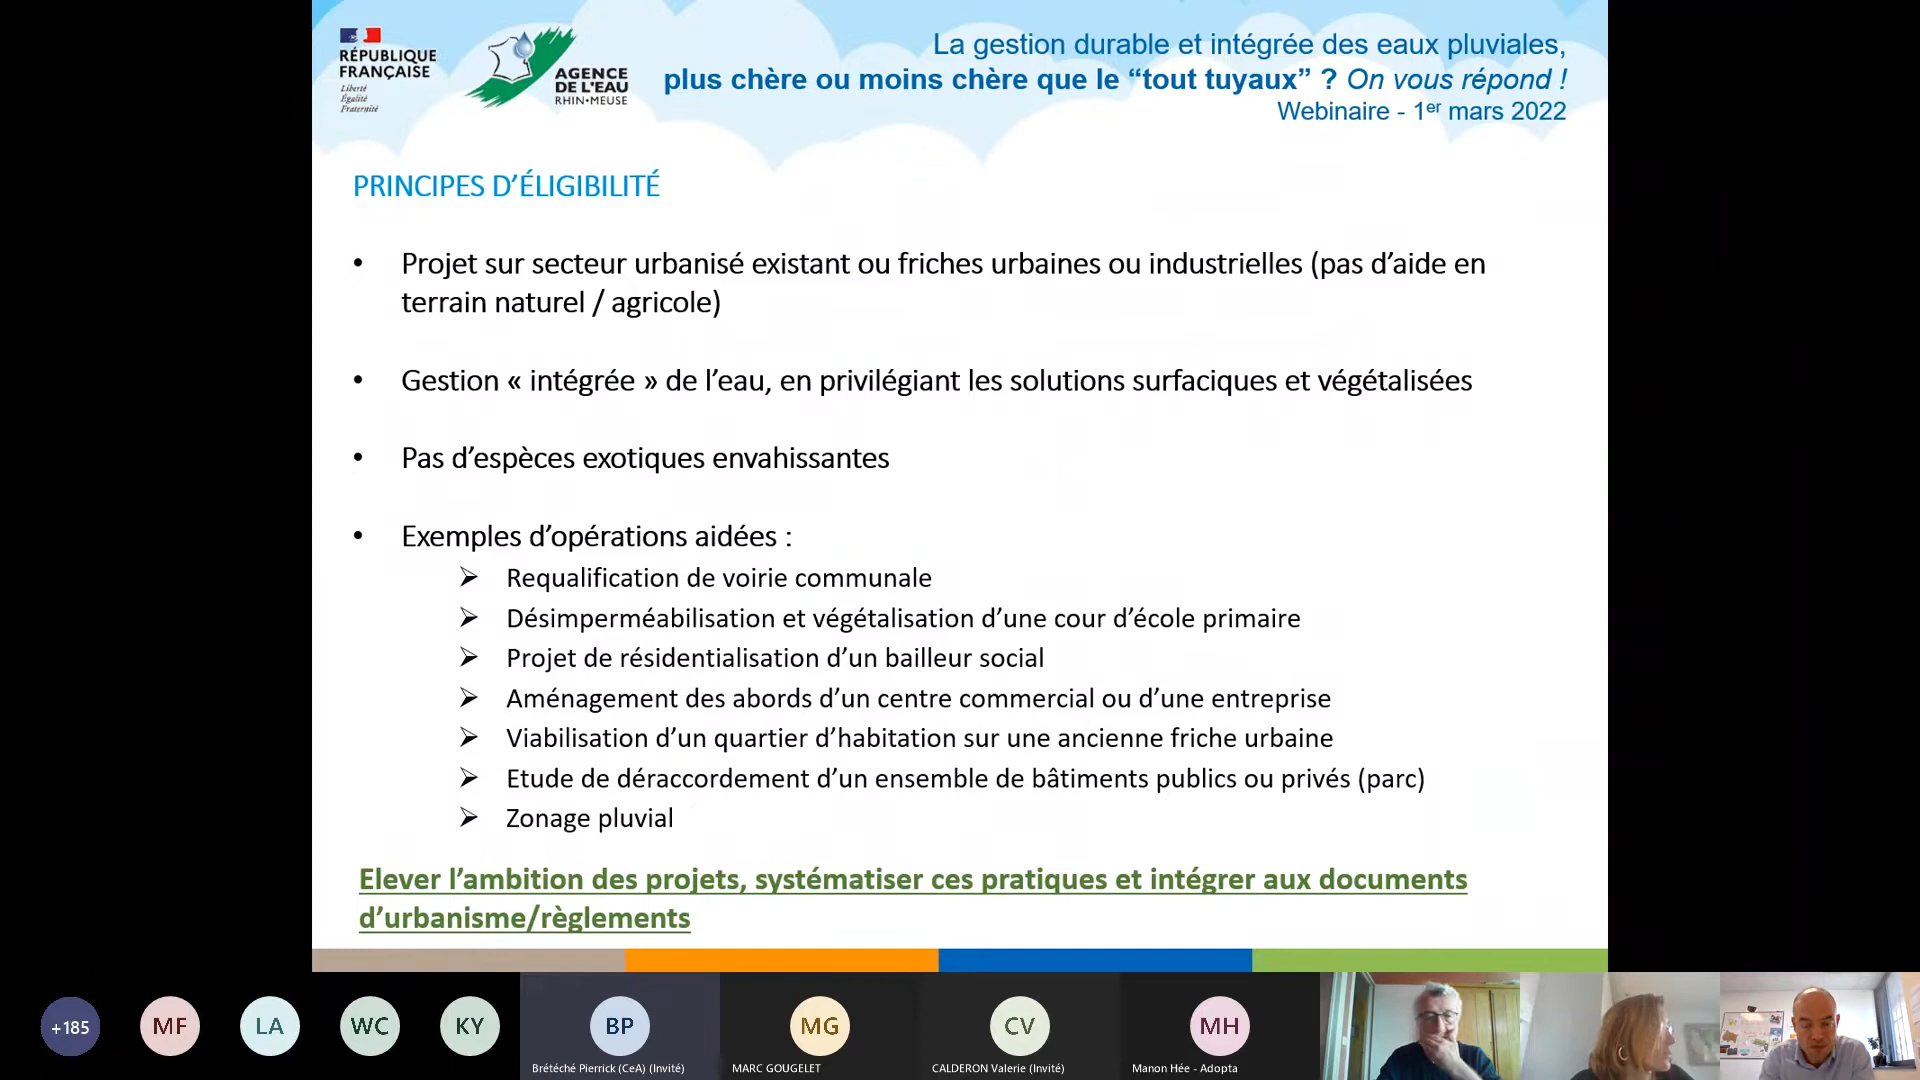 RÉPUBLIQUE
FRANÇAISE
Liberté
Égalité
Fraternité
AGENCE
DE L'EAU
RHIN•MEUSE
La gestion durable et intégrée des eaux pluviales,
plus chère ou moins chère que le “tout tuyaux” ? On vous répond !
Webinaire - 1er mars 2022
PRINCIPES D’ÉLIGIBILITÉ
• Projet sur secteur urbanisé existant ou friches urbaines ou industrielles (pas d’aide en
terrain naturel / agricole)
• Gestion « intégrée » de l’eau, en privilégiant les solutions surfaciques et végétalisées
• Pas d’espèces exotiques envahissantes
• Exemples d’opérations aidées :
➢ Requalification de voirie communale
➢ Désimperméabilisation et végétalisation d’une cour d’école primaire
➢ Projet de résidentialisation d’un bailleur social
➢ Aménagement des abords d’un centre commercial ou d’une entreprise
➢ Viabilisation d’un quartier d’habitation sur une ancienne friche urbaine
➢ Etude de déraccordement d’un ensemble de bâtiments publics ou privés (parc)
➢ Zonage pluvial
Elever l’ambition des projets, systématiser ces pratiques et intégrer aux documents
d’urbanisme/règlements
+185
MF
LA
WC
KY
BP
MG
CV
MH
Brétéché Pierrick (CeA) (Invité)
MARC GOUGELET
CALDERON Valerie (Invité)
Manon Hée - Adopta